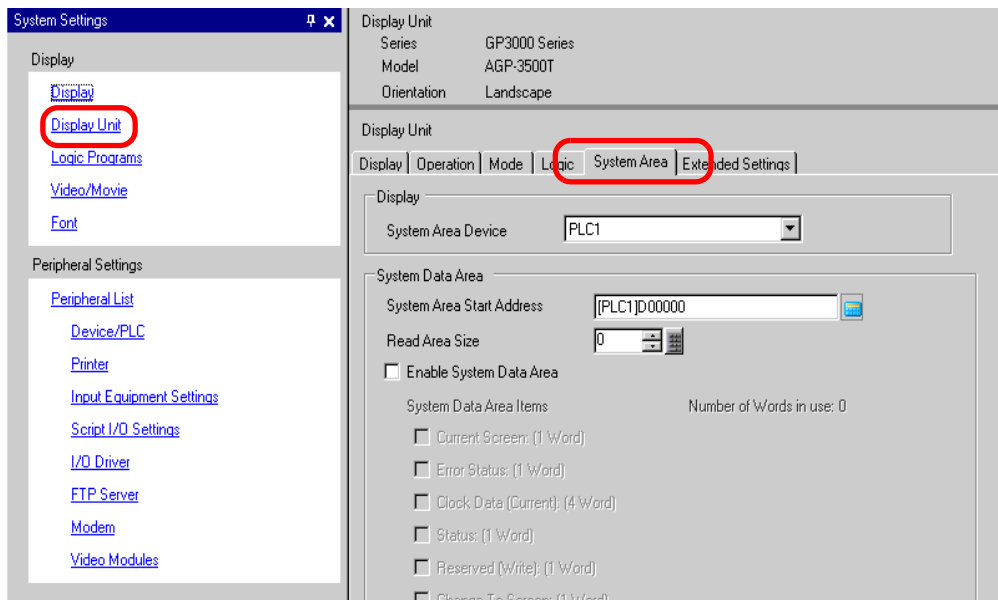 System Settings
Display
Display
Display Unit
Logic Programs
Video/Movie
Font
Peripheral Settings
Peripheral List
Device/PLC
Printer
Input Equipment Settings
Script I/O Settings
I/O Driver
FTP Server
Modem
Video Modules
Display Unit
Series GP3000 Series
Model AGP-3500T
Orientation Landscape
Display Unit
Display Operation Mode Logic System Area Extended Settings
Display
System Area Device PLC1
System Data Area
System Area Start Address [PLC1]D00000
Read Area Size 0
Enable System Data Area
System Data Area Items Number of Words in use: 0
Current Screen: (1 Word)
Error Status: (1 Word)
Clock Data (Current): (4 Word)
Status: (1 Word)
Reserved (Write): (1 Word)
Change To Screen: (1 Word)